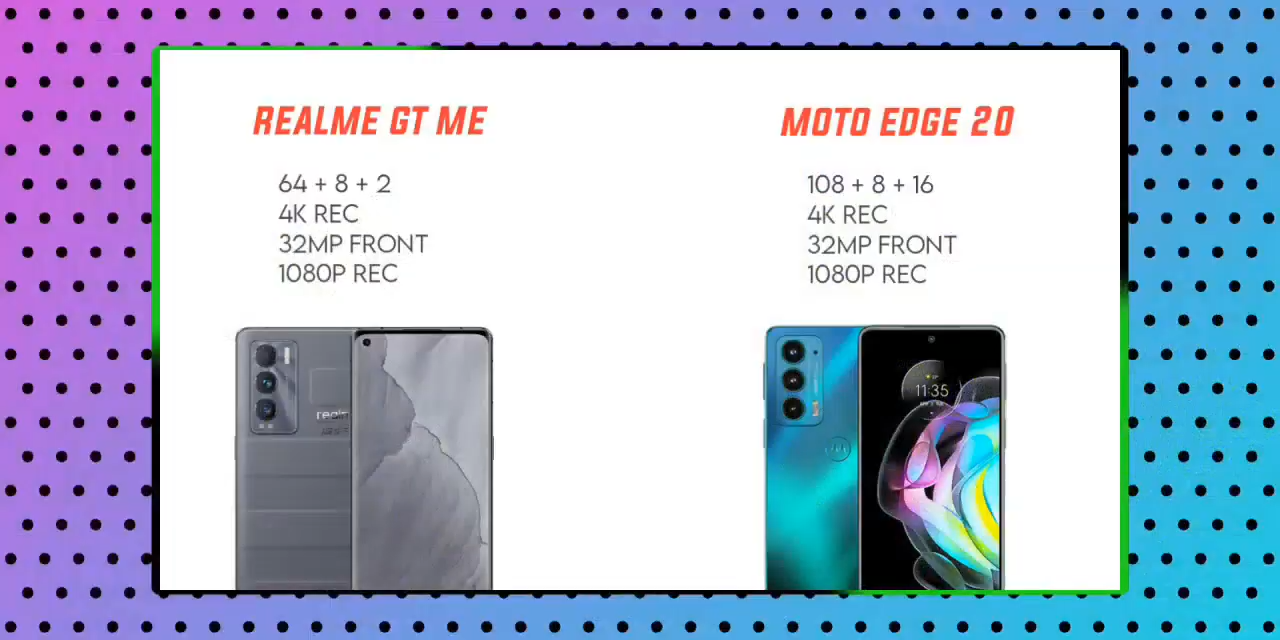 REALME GT ME
64 + 8 + 2
4K REC
32MP FRONT
1080P REC
MOTO EDGE 20
108 + 8 + 16
4K REC
32MP FRONT
1080P REC
11:35